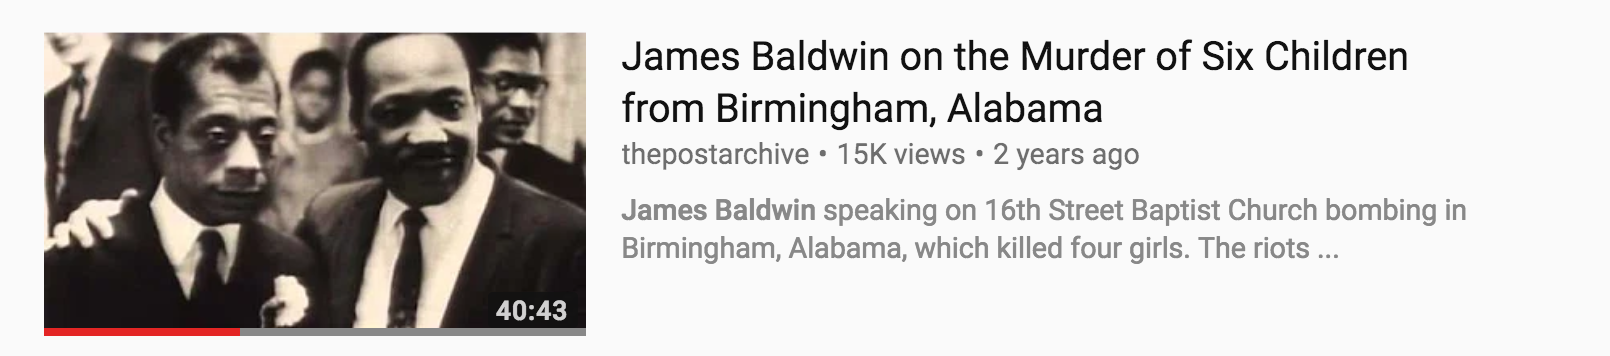 40:43
James Baldwin on the Murder of Six Children
from Birmingham, Alabama
thepostarchive • 15K views • 2 years ago
James Baldwin speaking on 16th Street Baptist Church bombing in
Birmingham, Alabama, which killed four girls. The riots ...